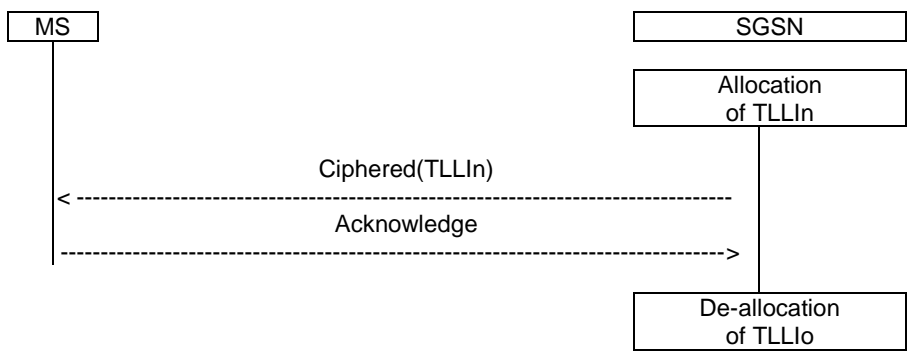 MS
SGSN
Allocation
of TLLIn
Ciphered(TLLIn)
Acknowledge
De-allocation
of TLLIo